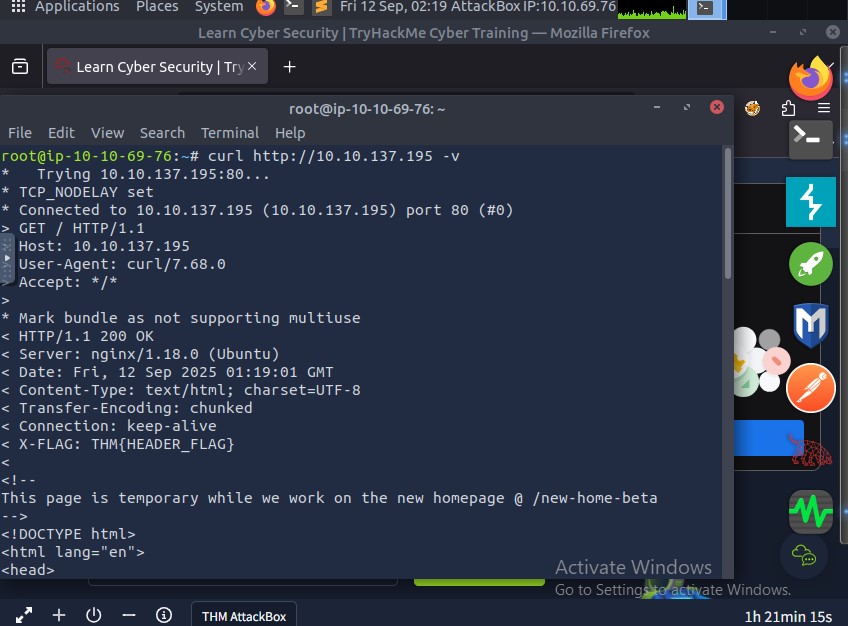 Applications Places System Fri 12 Sep, 02:19 AttackBox IP:10.10.69.76
Learn Cyber Security | TryHackMe Cyber Training — Mozilla Firefox
Learn Cyber Security | Try
root@ip-10-10-69-76: ~
File Edit View Search Terminal Help
root@ip-10-10-69-76:~# curl http://10.10.137.195 -v
*   Trying 10.10.137.195:80...
* TCP_NODELAY set
* Connected to 10.10.137.195 (10.10.137.195) port 80 (#0)
> GET / HTTP/1.1
Host: 10.10.137.195
User-Agent: curl/7.68.0
> Accept: */*
>
* Mark bundle as not supporting multiuse
< HTTP/1.1 200 OK
< Server: nginx/1.18.0 (Ubuntu)
< Date: Fri, 12 Sep 2025 01:19:01 GMT
< Content-Type: text/html; charset=UTF-8
< Transfer-Encoding: chunked
< Connection: keep-alive
< X-FLAG: THM{HEADER_FLAG}
<
<!--
This page is temporary while we work on the new homepage @ /new-home-beta
-->
<!DOCTYPE html>
<html lang="en">
<head>
Activate Windows
Go to Settings to activate Windows.
THM AttackBox
1h 21min 15s